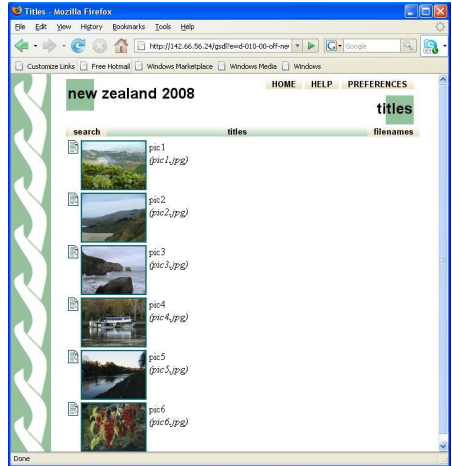 Titles - Mozilla Firefox
File Edit View History Bookmarks Tools Help
http://142.66.56.24/gsdl?e=d-010-00-off-new
Google
Customize Links Free Hotmail Windows Marketplace Windows Media Windows
HOME HELP PREFERENCES
new zealand 2008
titles
search titles filenames
pic1
(pic1.jpg)
pic2
(pic2.jpg)
pic3
(pic3.jpg)
pic4
(pic4.jpg)
pic5
(pic5.jpg)
pic6
(pic6.jpg)
Done